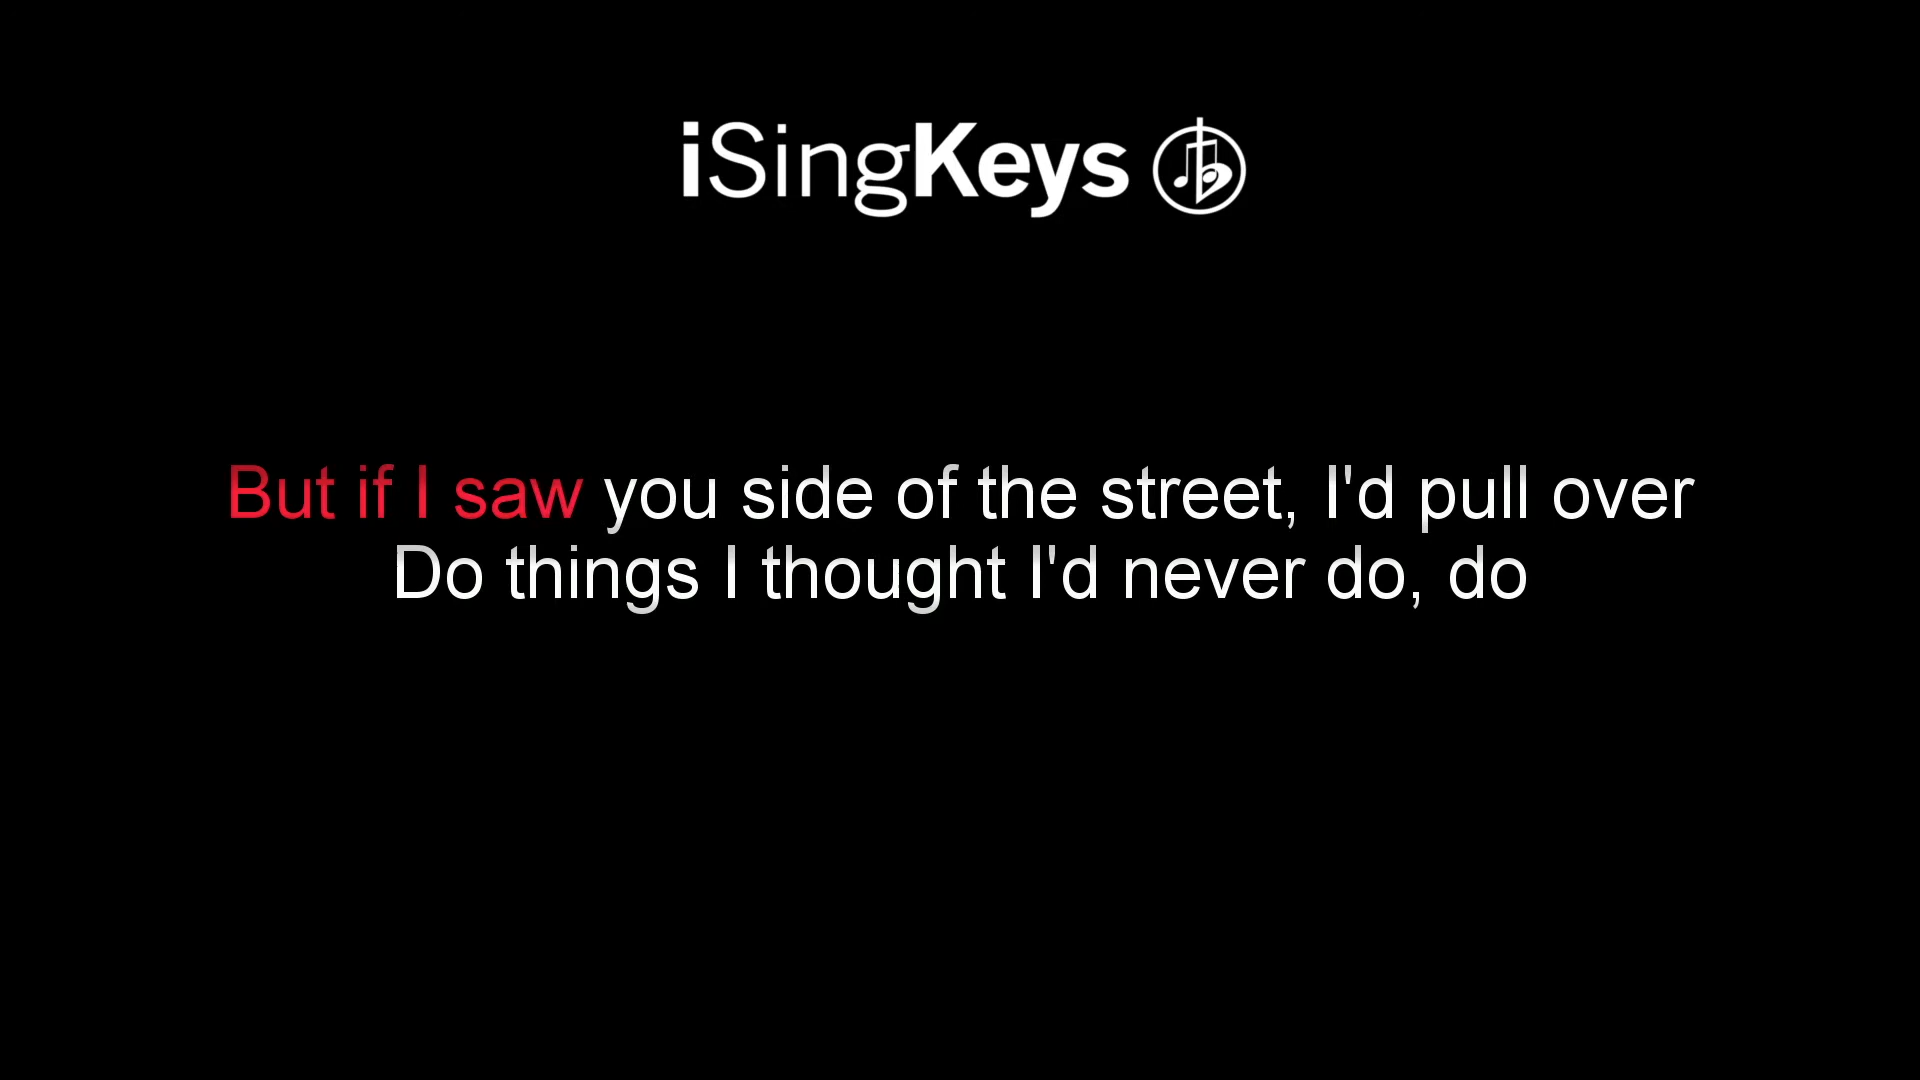 iSingKeys
But if I saw you side of the street, I'd pull over
Do things I thought I'd never do, do